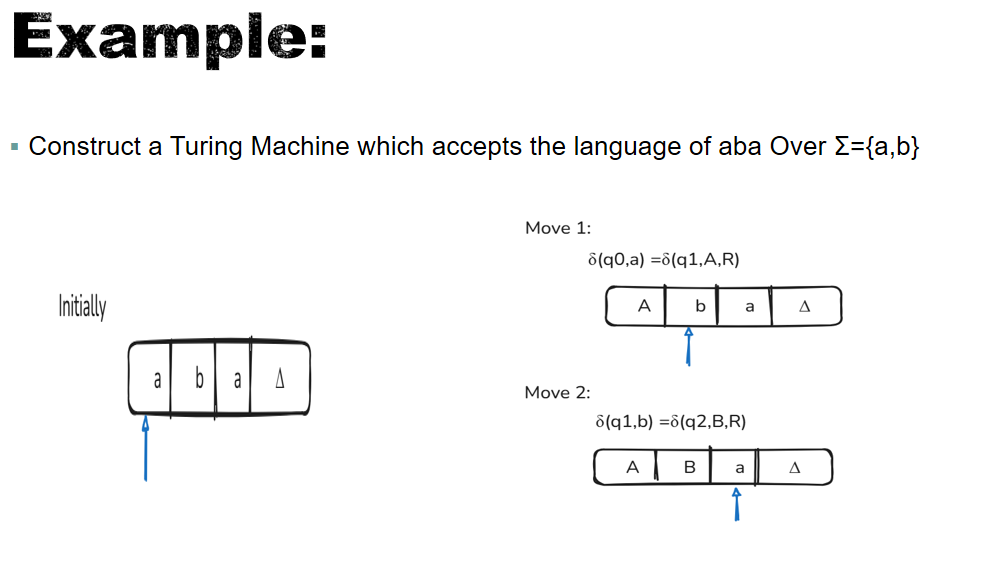 Example:
Construct a Turing Machine which accepts the language of aba Over Σ={a,b}
Initially
a b a Δ
Move 1:
δ(q0,a) =δ(q1,A,R)
A b a Δ
Move 2:
δ(q1,b) =δ(q2,B,R)
A B a Δ